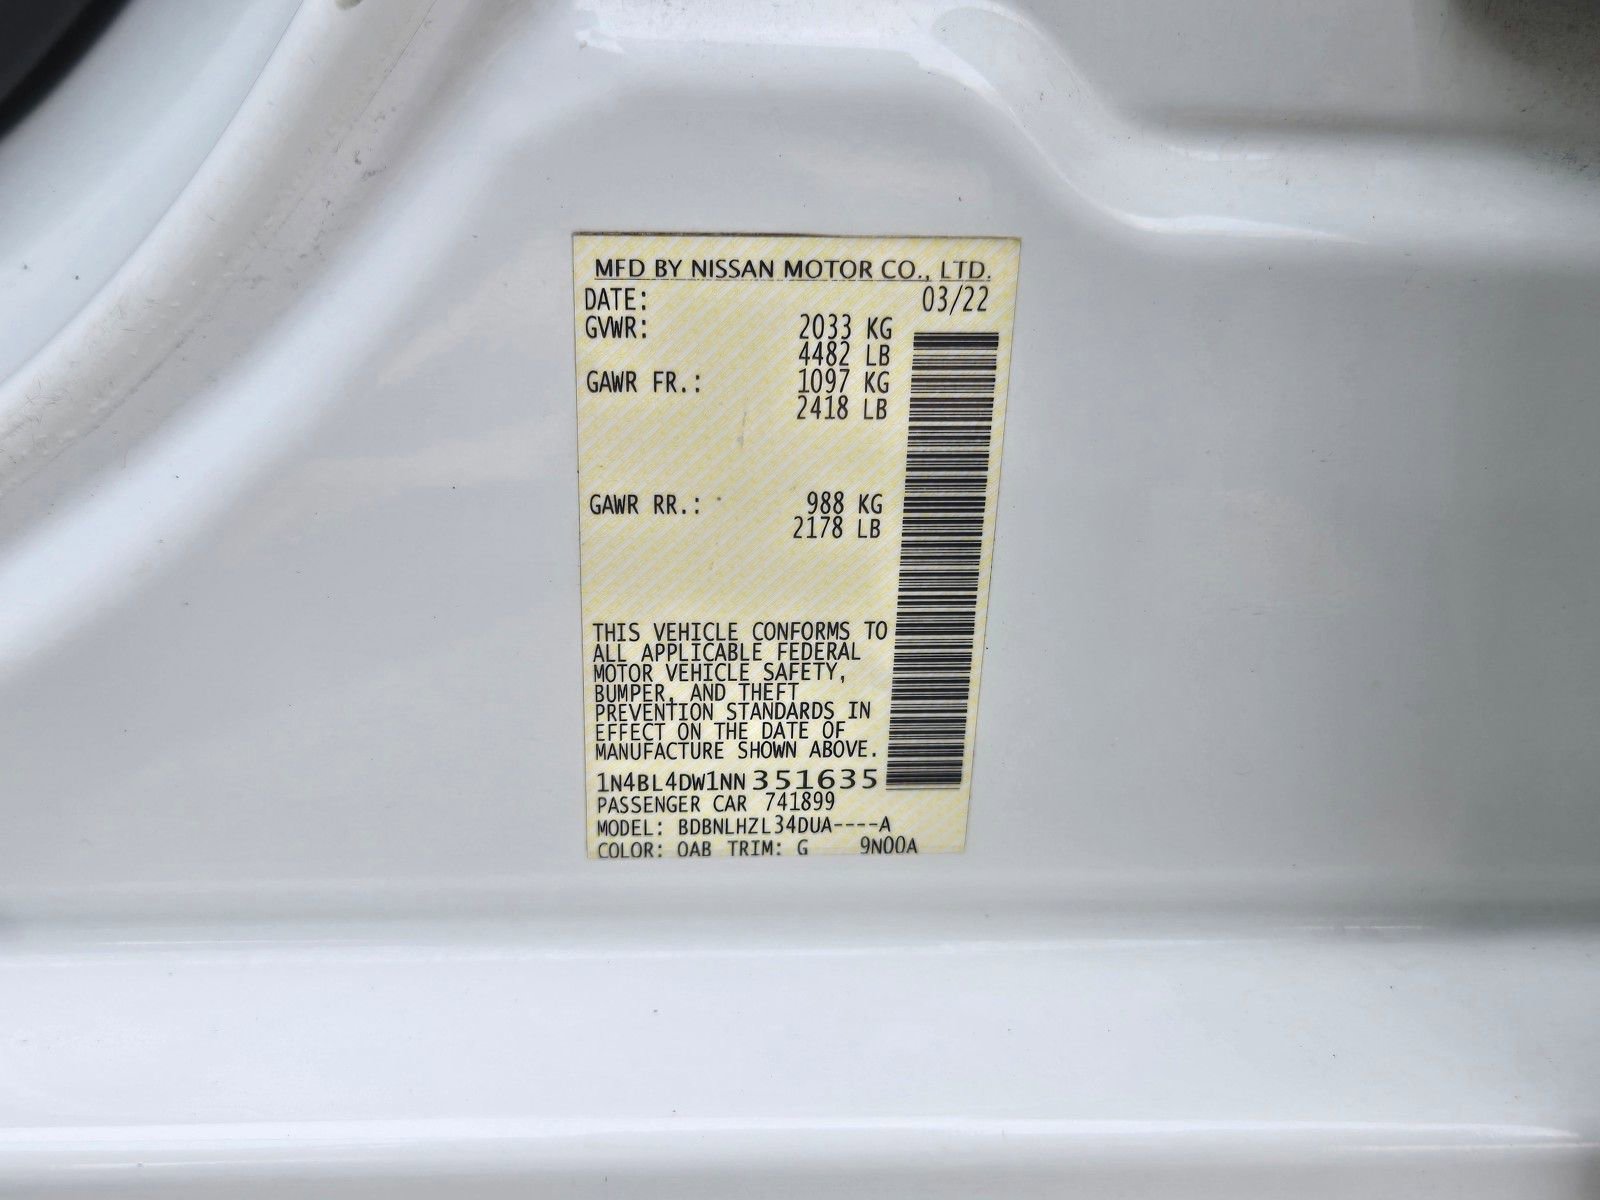 MFD BY NISSAN MOTOR CO., LTD.
DATE: 03/22
GVWR: 2033 KG
4482 LB
GAWR FR.: 1097 KG
2418 LB
GAWR RR.: 988 KG
2178 LB
THIS VEHICLE CONFORMS TO
ALL APPLICABLE FEDERAL
MOTOR VEHICLE SAFETY,
BUMPER, AND THEFT
PREVENTION STANDARDS IN
EFFECT ON THE DATE OF
MANUFACTURE SHOWN ABOVE.
1N4BL4DW1NN351635
PASSENGER CAR 741899
MODEL: BDBNLHZL34DUA----A
COLOR: QAB TRIM: G 9N00A